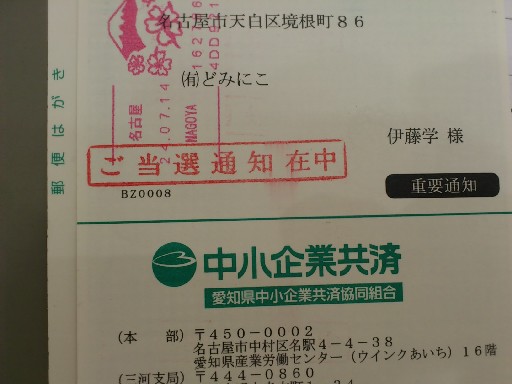 名古屋市天白区境根町８６
㈲どみにこ
伊藤学 様
重要通知
名古屋
24.07.14
NAGOYA
ご当選通知在中
BZ0008
郵便はがき
中小企業共済
愛知県中小企業共済協同組合
（本　部）〒４５０－０００２
名古屋市中村区名駅４－４－３８
愛知県産業労働センター（ウインクあいち）１６階
（三河支局）〒４４４－０８６０